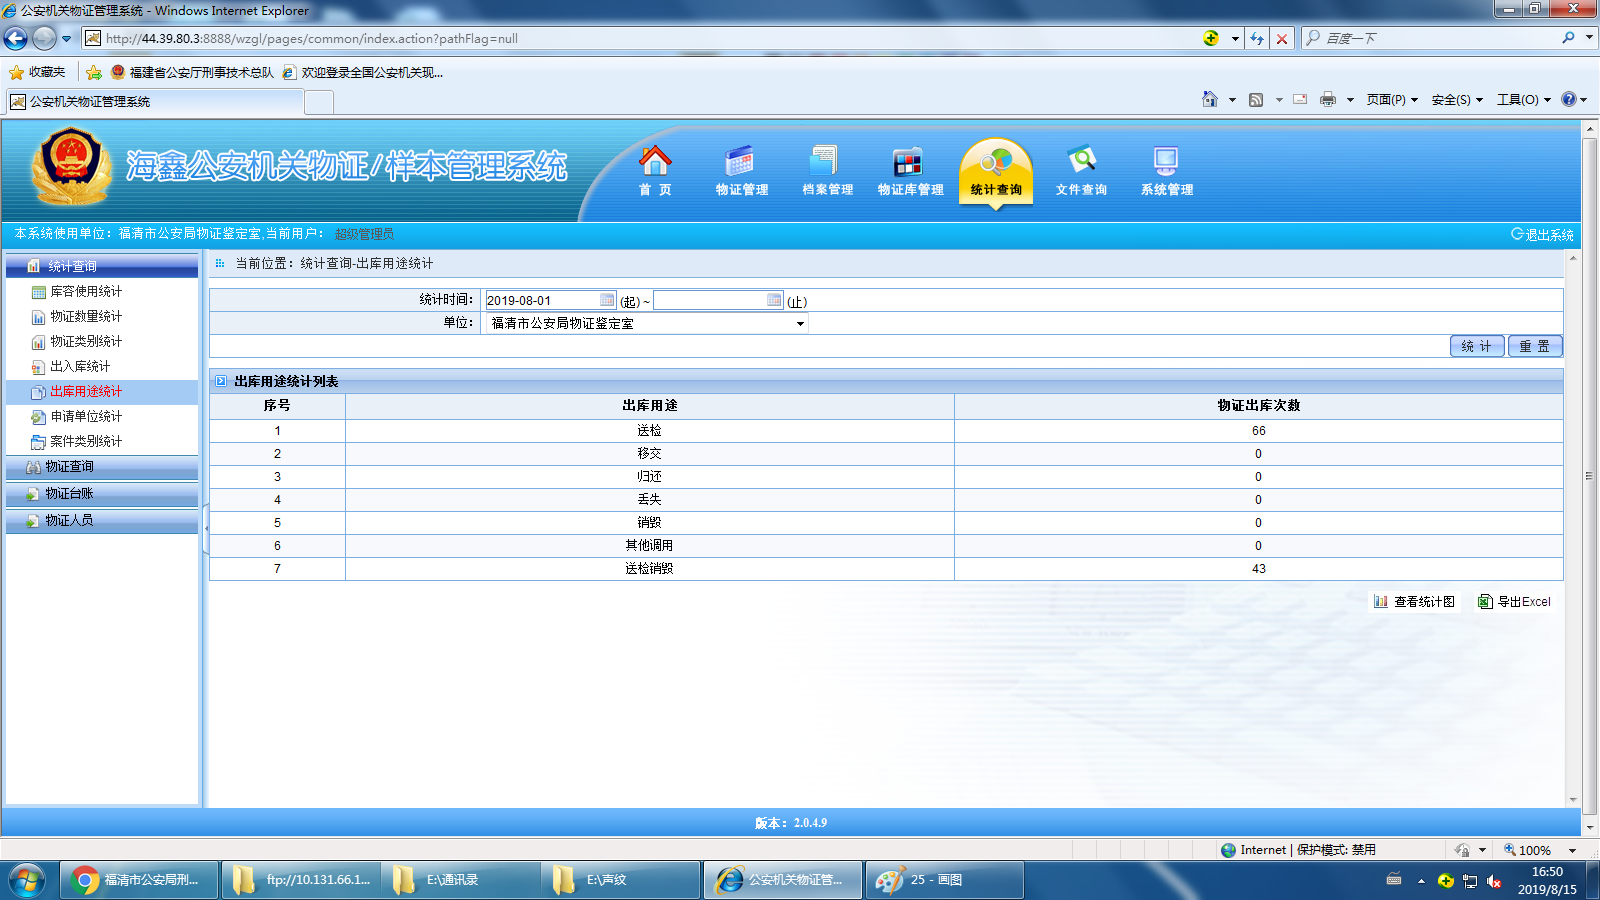 公安机关物证管理系统 - Windows Internet Explorer
http://44.39.80.3:8888/wzgl/pages/common/index.action?pathFlag=null
百度一下
收藏夹
福建省公安厅刑事技术总队
欢迎登录全国公安机关现...
公安机关物证管理系统
页面(P)
安全(S)
工具(O)
海鑫公安机关物证/样本管理系统
首 页
物证管理
档案管理
物证库管理
统计查询
文件查询
系统管理
本系统使用单位：福清市公安局物证鉴定室,当前用户： 超级管理员
退出系统
统计查询
库容使用统计
物证数量统计
物证类别统计
出入库统计
出库用途统计
申请单位统计
案件类别统计
物证查询
物证台账
物证人员
当前位置：统计查询-出库用途统计
统计时间： 2019-08-01 (起) ~ (止)
单位： 福清市公安局物证鉴定室
统 计 重 置
出库用途统计列表
序号 出库用途 物证出库次数
1 送检 66
2 移交 0
3 归还 0
4 丢失 0
5 销毁 0
6 其他调用 0
7 送检销毁 43
查看统计图 导出Excel
版本：2.0.4.9
Internet | 保护模式: 禁用
100%
福清市公安局刑...
ftp://10.131.66.1...
E:\通讯录
E:\声纹
公安机关物证管...
25 - 画图
16:50
2019/8/15